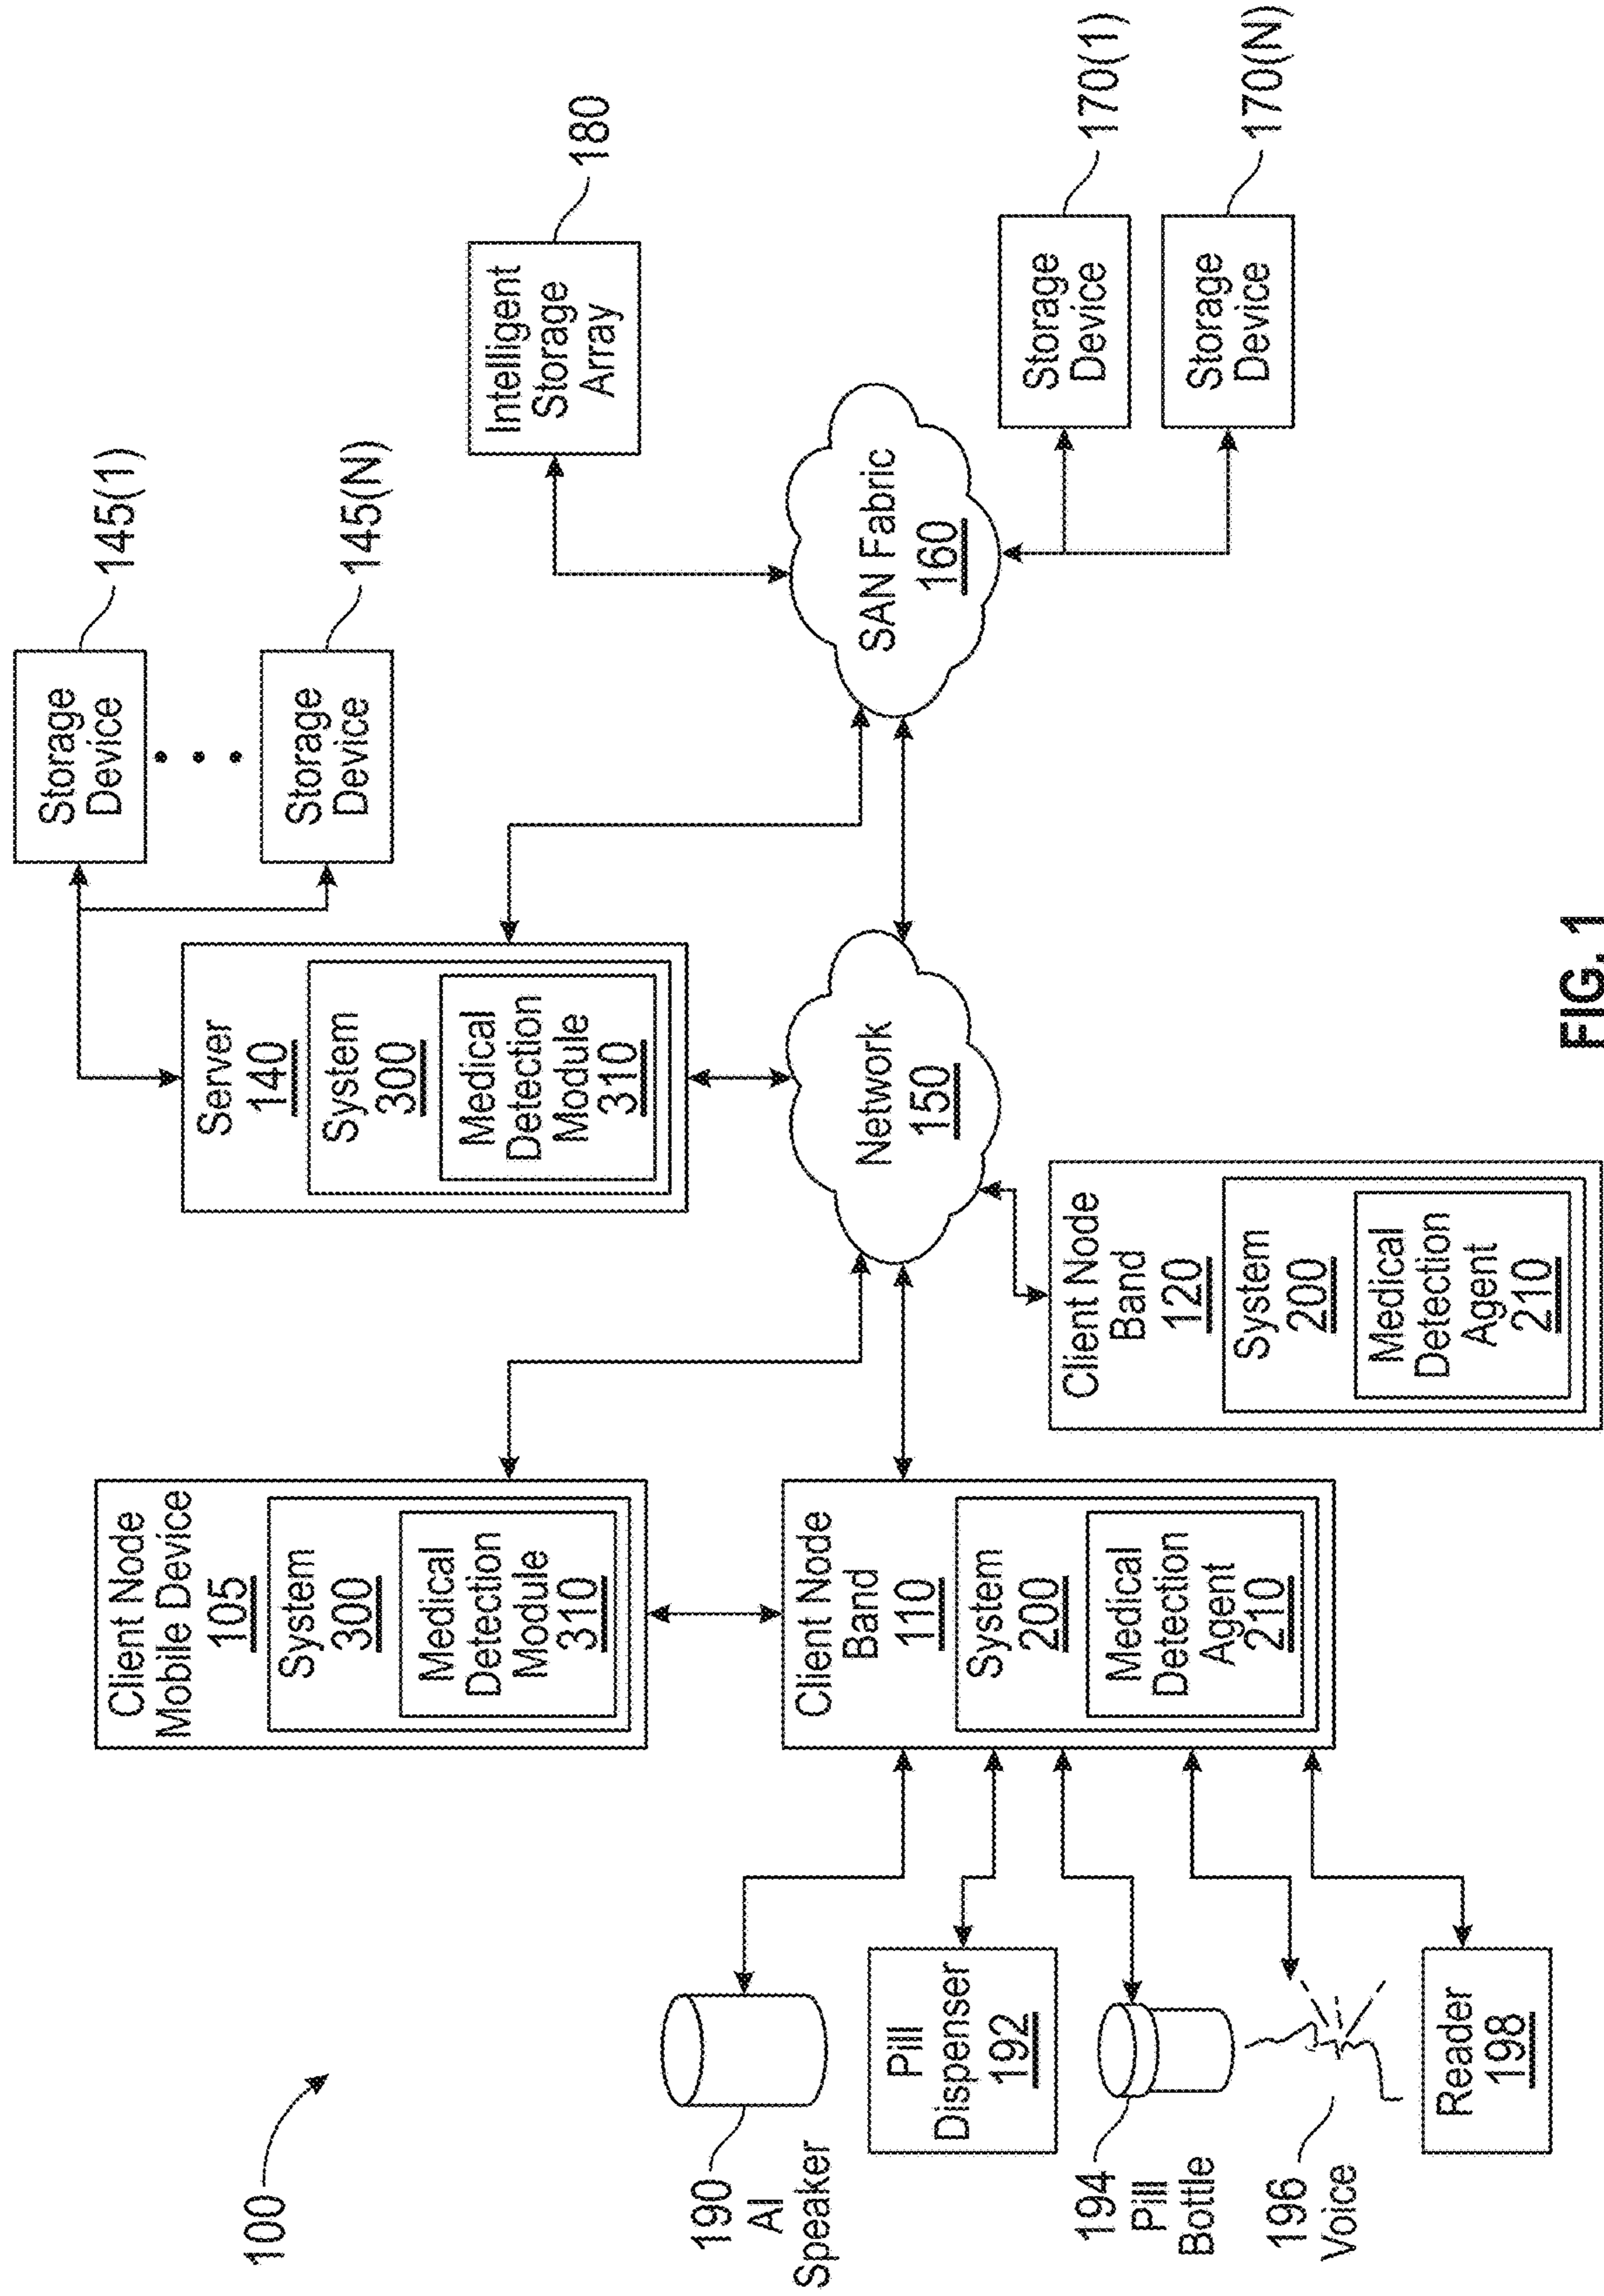 100
Client Node
Mobile Device
105
System
300
Medical
Detection
Module
310
Server
140
System
300
Medical
Detection
Module
310
Storage
Device
145(1)
Storage
Device
145(N)
Intelligent
Storage
Array
180
190
AI
Speaker
Pill
Dispenser
192
194
Pill
Bottle
196
Voice
Reader
198
Client Node
Band
110
System
200
Medical
Detection
Agent
210
Network
150
SAN Fabric
160
Client Node
Band
120
System
200
Medical
Detection
Agent
210
Storage
Device
170(1)
Storage
Device
170(N)
FIG. 1